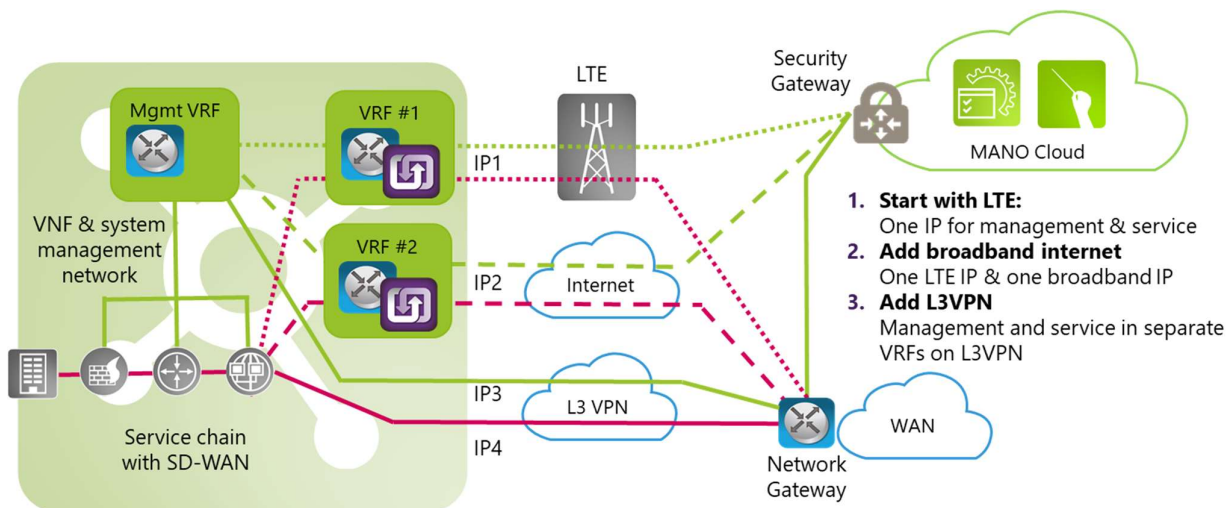 Mgmt VRF
VRF #1
LTE
Security
Gateway
MANO Cloud
IP1
VNF & system
management
network
VRF #2
IP2
Internet
1. Start with LTE:
One IP for management & service
2. Add broadband internet
One LTE IP & one broadband IP
3. Add L3VPN
Management and service in separate
VRFs on L3VPN
IP3
L3 VPN
IP4
WAN
Service chain
with SD-WAN
Network
Gateway